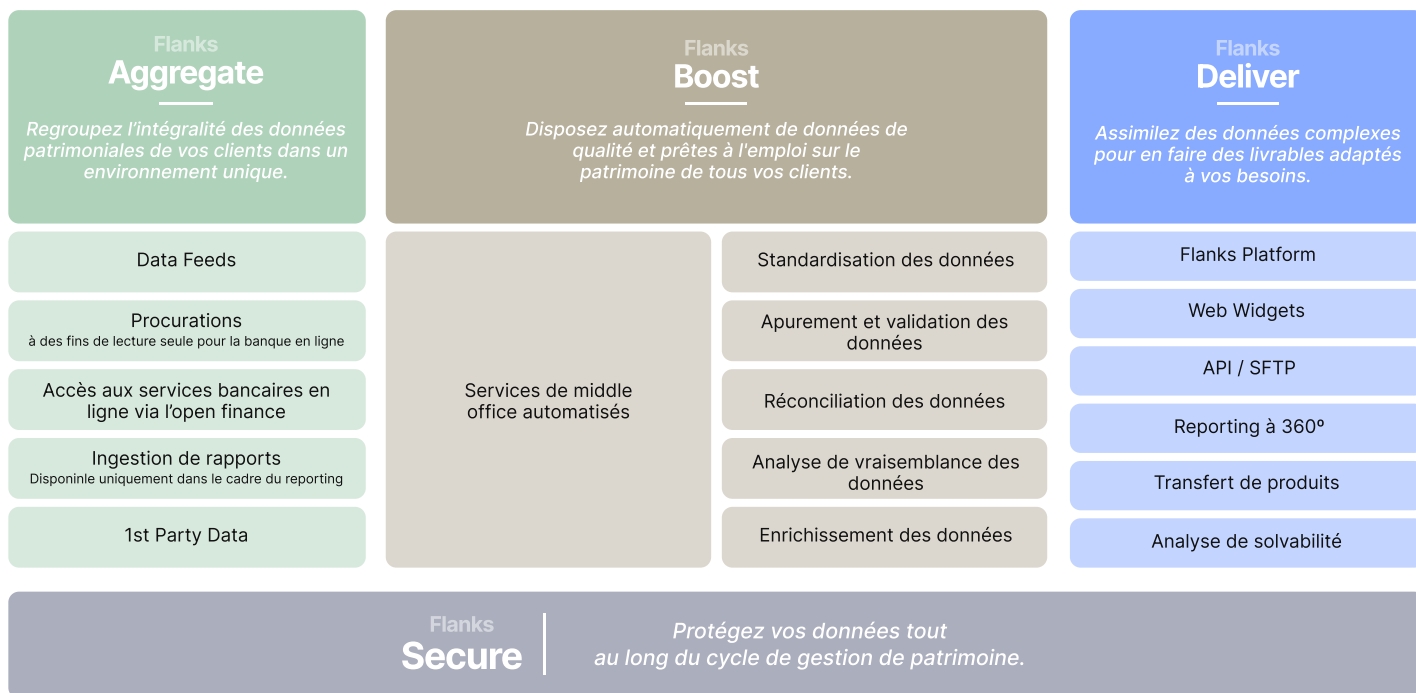 Flanks
Aggregate
Regroupez l’intégralité des données
patrimoniales de vos clients dans un
environnement unique.
Data Feeds
Procurations
à des fins de lecture seule pour la banque en ligne
Accès aux services bancaires en
ligne via l’open finance
Ingestion de rapports
Disponinle uniquement dans le cadre du reporting
1st Party Data
Flanks
Boost
Disposez automatiquement de données de
qualité et prêtes à l'emploi sur le
patrimoine de tous vos clients.
Services de middle
office automatisés
Standardisation des données
Apurement et validation des
données
Réconciliation des données
Analyse de vraisemblance des
données
Enrichissement des données
Flanks
Deliver
Assimilez des données complexes
pour en faire des livrables adaptés
à vos besoins.
Flanks Platform
Web Widgets
API / SFTP
Reporting à 360º
Transfert de produits
Analyse de solvabilité
Flanks
Secure
Protégez vos données tout
au long du cycle de gestion de patrimoine.